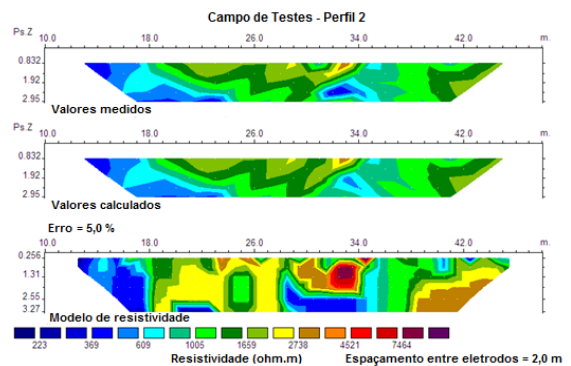 Campo de Testes - Perfil 2
Ps.Z
10.0 18.0 26.0 34.0 42.0 m.
0.832
1.92
2.95
Valores medidos
Ps.Z
10.0 18.0 26.0 34.0 42.0 m.
0.832
1.92
2.95
Valores calculados
Erro = 5,0 %
10.0 18.0 26.0 34.0 42.0 m.
0.256
1.31
2.55
3.27
Modelo de resistividade
223 369 609 1005 1659 2738 4521 7464
Resistividade (ohm.m) Espaçamento entre eletrodos = 2,0 m